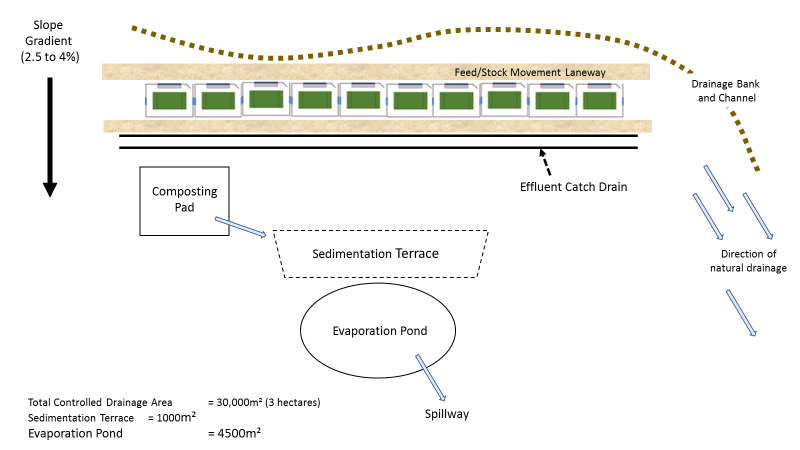 Slope
Gradient
(2.5 to 4%)
Feed/Stock Movement Laneway
Drainage Bank
and Channel
Effluent Catch Drain
Composting
Pad
Sedimentation Terrace
Direction of
natural drainage
Evaporation Pond
Spillway
Total Controlled Drainage Area = 30,000m² (3 hectares)
Sedimentation Terrace = 1000m²
Evaporation Pond = 4500m²